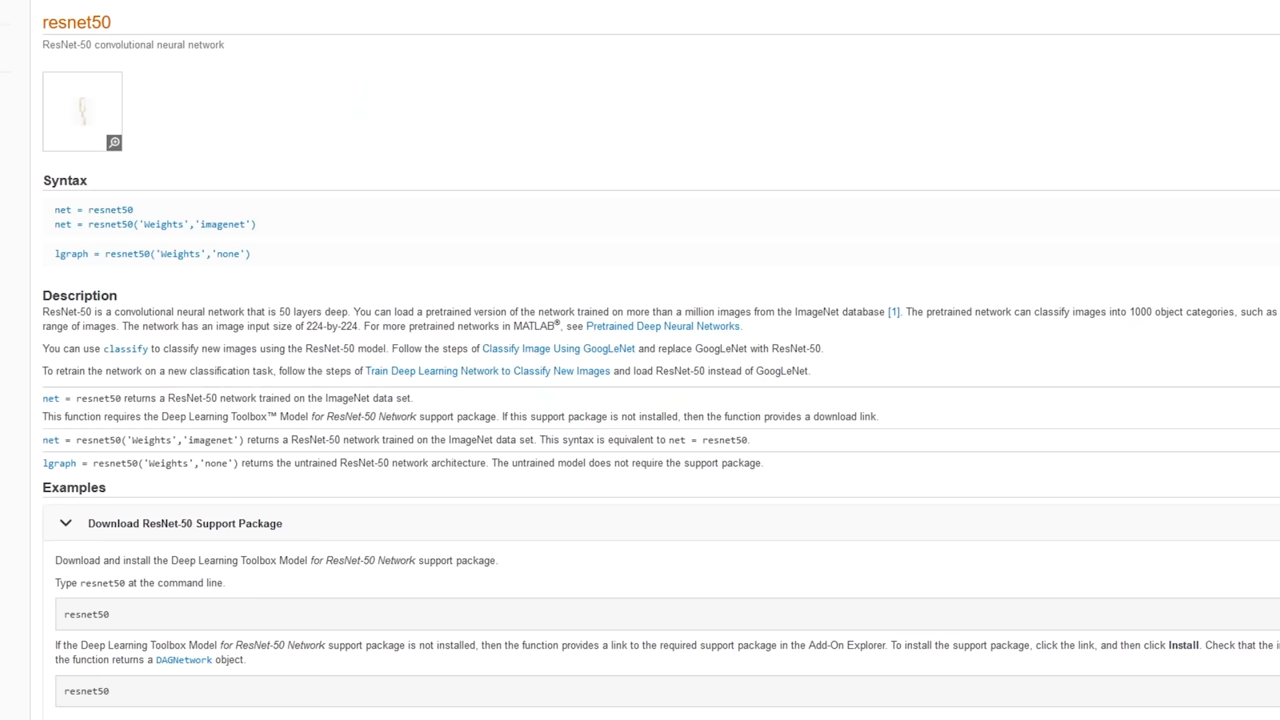 resnet50
ResNet-50 convolutional neural network
Syntax
net = resnet50
net = resnet50('Weights','imagenet')
lgraph = resnet50('Weights','none')
Description
ResNet-50 is a convolutional neural network that is 50 layers deep. You can load a pretrained version of the network trained on more than a million images from the ImageNet database [1]. The pretrained network can classify images into 1000 object categories, such as
range of images. The network has an image input size of 224-by-224. For more pretrained networks in MATLAB®, see Pretrained Deep Neural Networks.
You can use classify to classify new images using the ResNet-50 model. Follow the steps of Classify Image Using GoogLeNet and replace GoogLeNet with ResNet-50.
To retrain the network on a new classification task, follow the steps of Train Deep Learning Network to Classify New Images and load ResNet-50 instead of GoogLeNet.
net = resnet50 returns a ResNet-50 network trained on the ImageNet data set.
This function requires the Deep Learning Toolbox™ Model for ResNet-50 Network support package. If this support package is not installed, then the function provides a download link.
net = resnet50('Weights','imagenet') returns a ResNet-50 network trained on the ImageNet data set. This syntax is equivalent to net = resnet50.
lgraph = resnet50('Weights','none') returns the untrained ResNet-50 network architecture. The untrained model does not require the support package.
Examples
Download ResNet-50 Support Package
Download and install the Deep Learning Toolbox Model for ResNet-50 Network support package.
Type resnet50 at the command line.
resnet50
If the Deep Learning Toolbox Model for ResNet-50 Network support package is not installed, then the function provides a link to the required support package in the Add-On Explorer. To install the support package, click the link, and then click Install. Check that the
the function returns a DAGNetwork object.
resnet50